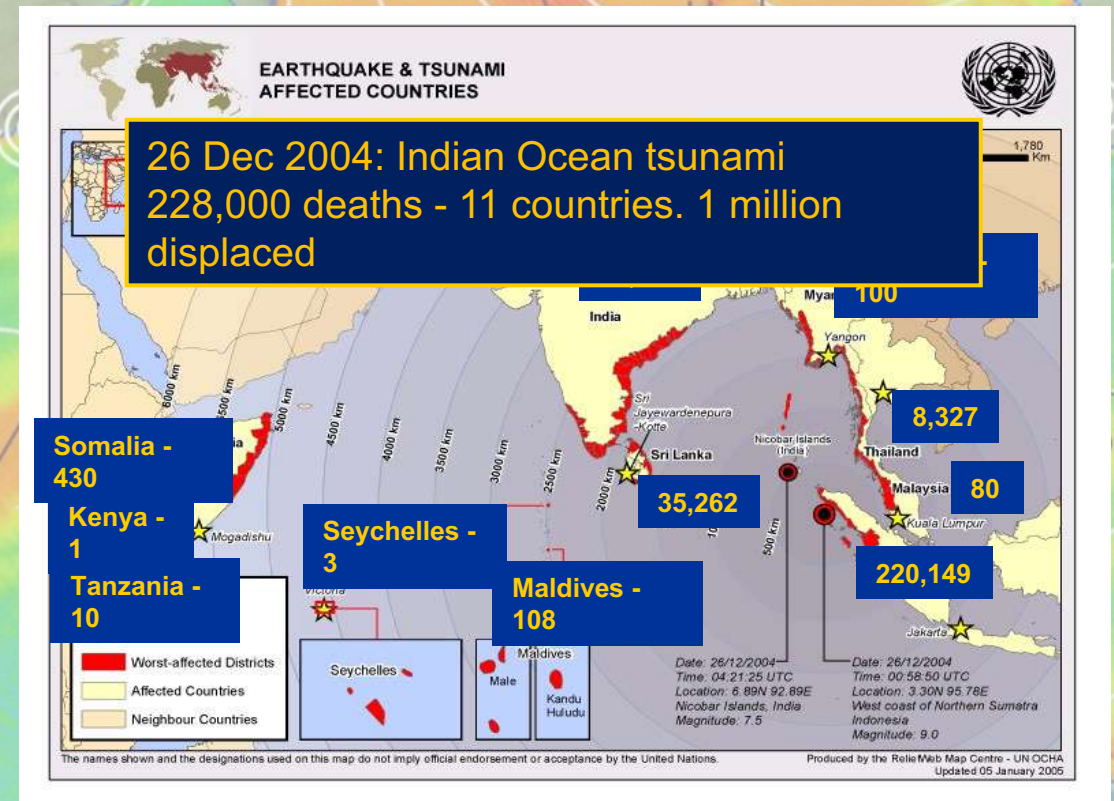 EARTHQUAKE & TSUNAMI
AFFECTED COUNTRIES
26 Dec 2004: Indian Ocean tsunami
228,000 deaths - 11 countries. 1 million
displaced
1,780
Km
-
100
India
Yangon
Sri
Jayewardenepura
-Kotte
Sri Lanka
Nicobar Islands
(India)
8,327
Thailand
Malaysia
80
Kuala Lumpur
35,262
220,149
Jakarta
6000 km
5000 km
4500 km
4000 km
3500 km
3000 km
2500 km
2000 km
500 km
Somalia -
430
Kenya -
1
Mogadishu
Tanzania -
10
Seychelles -
3
Victoria
Maldives -
108
Worst-affected Districts
Affected Countries
Neighbour Countries
Seychelles
Maldives
Male
Kandu
Huludu
Date: 26/12/2004
Time: 04:21:25 UTC
Location: 6.89N 92.89E
Nicobar Islands, India
Magnitude: 7.5
Date: 26/12/2004
Time: 00:58:50 UTC
Location: 3.30N 95.78E
West coast of Northern Sumatra
Indonesia
Magnitude: 9.0
The names shown and the designations used on this map do not imply official endorsement or acceptance by the United Nations.
Produced by the ReliefWeb Map Centre - UN OCHA
Updated 05 January 2005